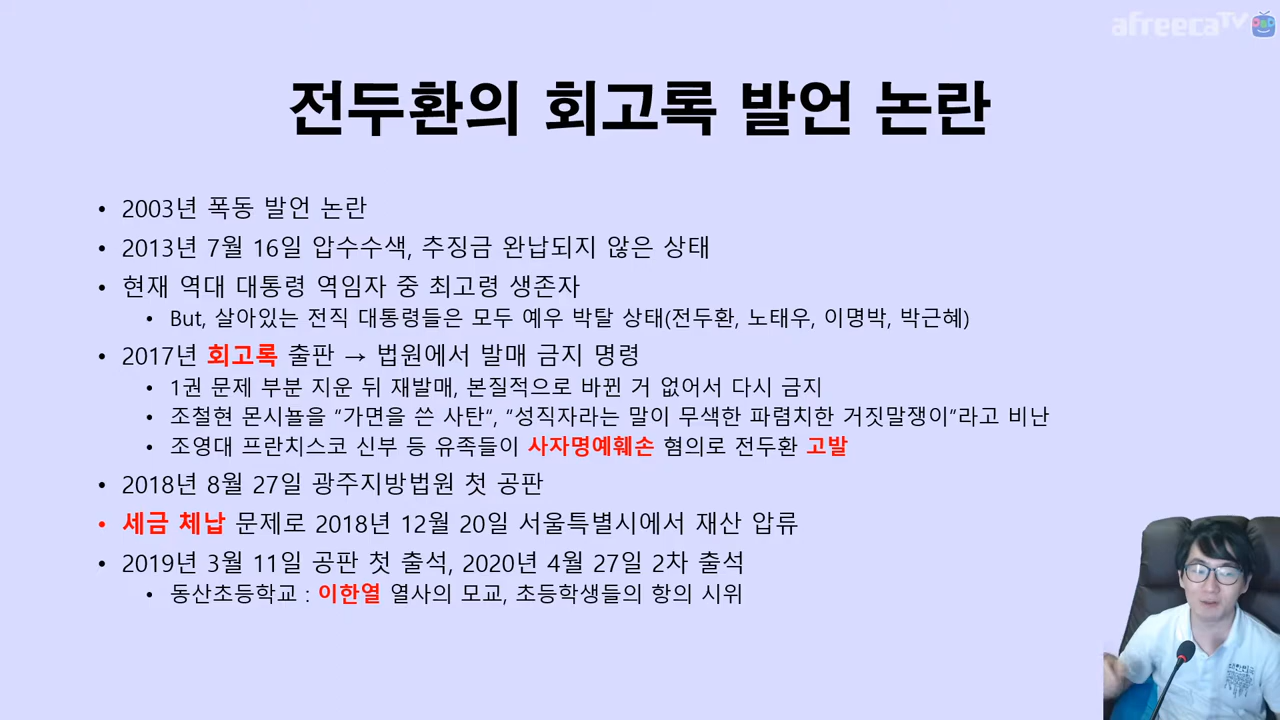 afreecaTV
전두환의 회고록 발언 논란
• 2003년 폭동 발언 논란
• 2013년 7월 16일 압수수색, 추징금 완납되지 않은 상태
• 현재 역대 대통령 역임자 중 최고령 생존자
• But, 살아있는 전직 대통령들은 모두 예우 박탈 상태(전두환, 노태우, 이명박, 박근혜)
• 2017년 회고록 출판 → 법원에서 발매 금지 명령
• 1권 문제 부분 지운 뒤 재발매, 본질적으로 바뀐 거 없어서 다시 금지
• 조철현 몬시뇰을 “가면을 쓴 사탄“, “성직자라는 말이 무색한 파렴치한 거짓말쟁이”라고 비난
• 조영대 프란치스코 신부 등 유족들이 사자명예훼손 혐의로 전두환 고발
• 2018년 8월 27일 광주지방법원 첫 공판
• 세금 체납 문제로 2018년 12월 20일 서울특별시에서 재산 압류
• 2019년 3월 11일 공판 첫 출석, 2020년 4월 27일 2차 출석
• 동산초등학교 : 이한열 열사의 모교, 초등학생들의 항의 시위